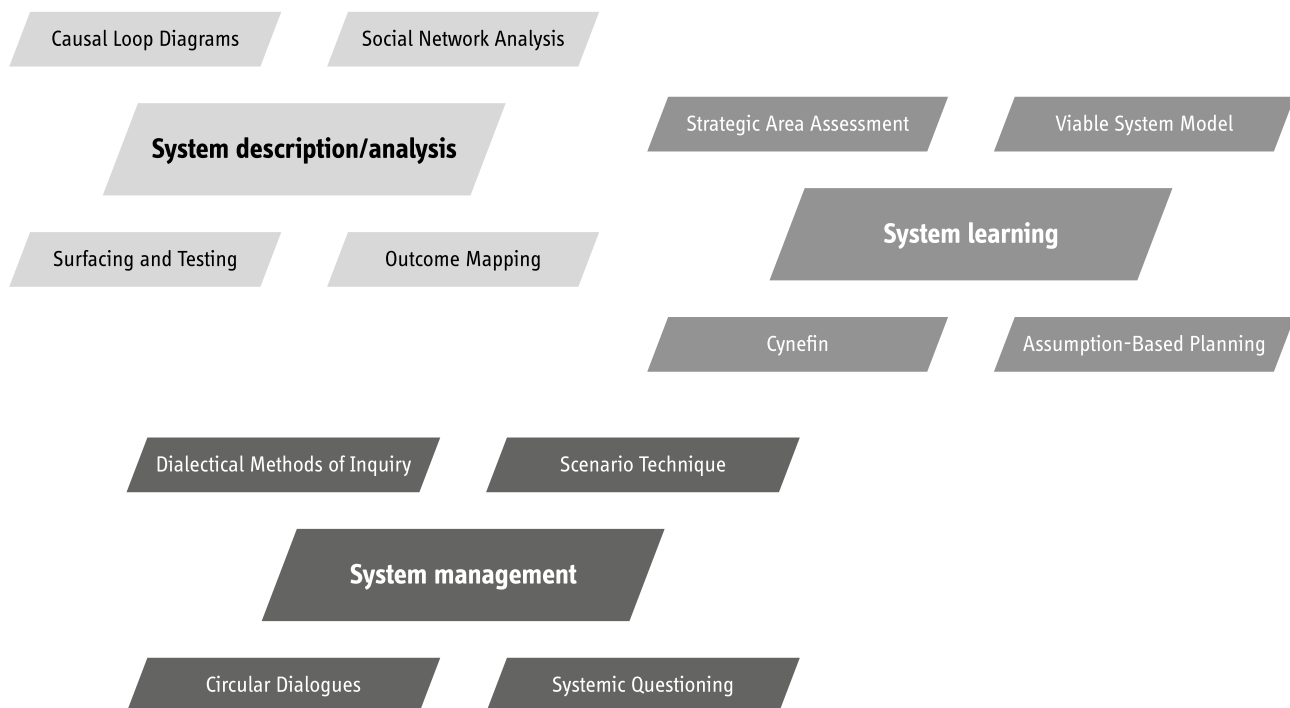 Causal Loop Diagrams
Social Network Analysis
System description/analysis
Surfacing and Testing
Outcome Mapping
Strategic Area Assessment
Viable System Model
System learning
Cynefin
Assumption-Based Planning
Dialectical Methods of Inquiry
Scenario Technique
System management
Circular Dialogues
Systemic Questioning